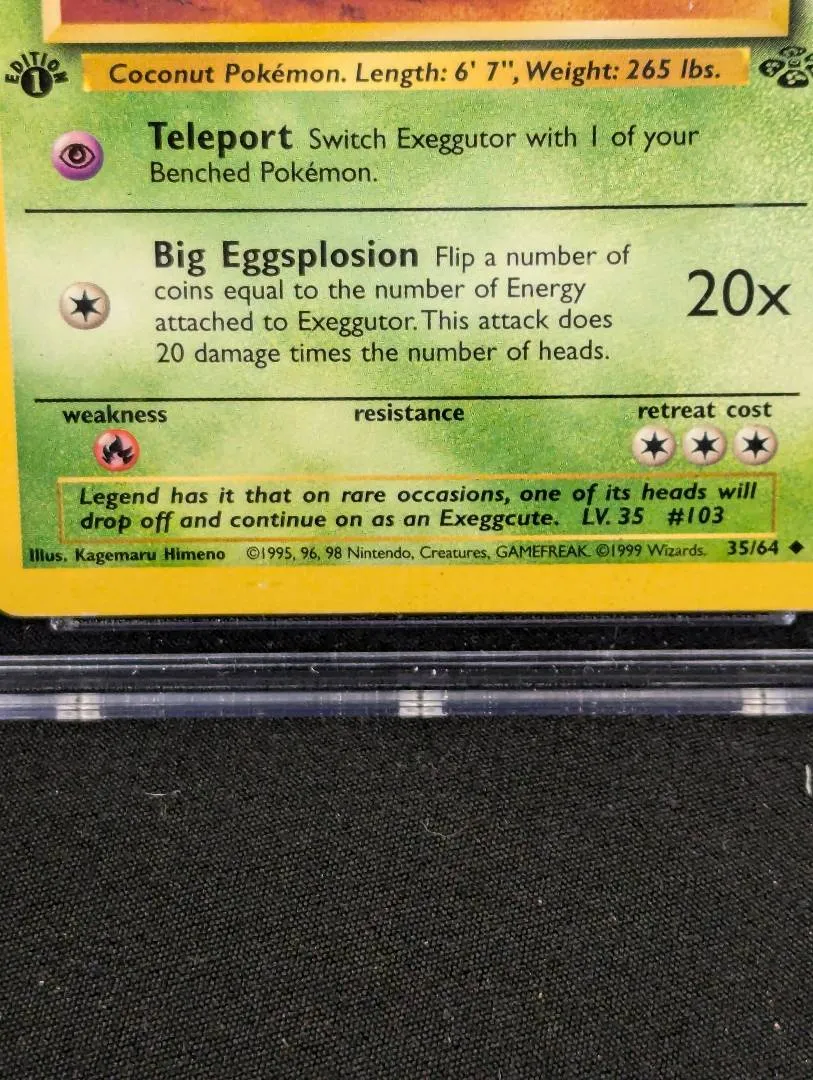 EDITION
1
Coconut Pokémon. Length: 6' 7", Weight: 265 lbs.
Teleport Switch Exeggutor with 1 of your
Benched Pokémon.
Big Eggsplosion Flip a number of
coins equal to the number of Energy
attached to Exeggutor. This attack does
20 damage times the number of heads.
20x
weakness resistance retreat cost
Legend has it that on rare occasions, one of its heads will
drop off and continue on as an Exeggcute. LV. 35 #103
Illus. Kagemaru Himeno ©1995, 96, 98 Nintendo, Creatures, GAMEFREAK. ©1999 Wizards. 35/64